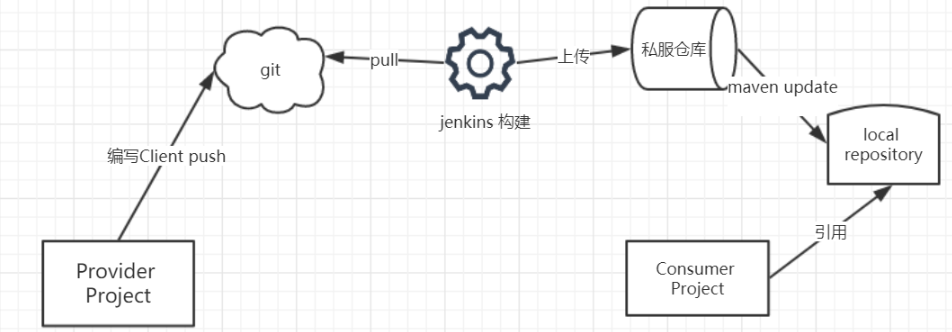 git
pull
上传
私服仓库
maven update
jenkins 构建
local
repository
编写Client push
引用
Provider
Project
Consumer
Project